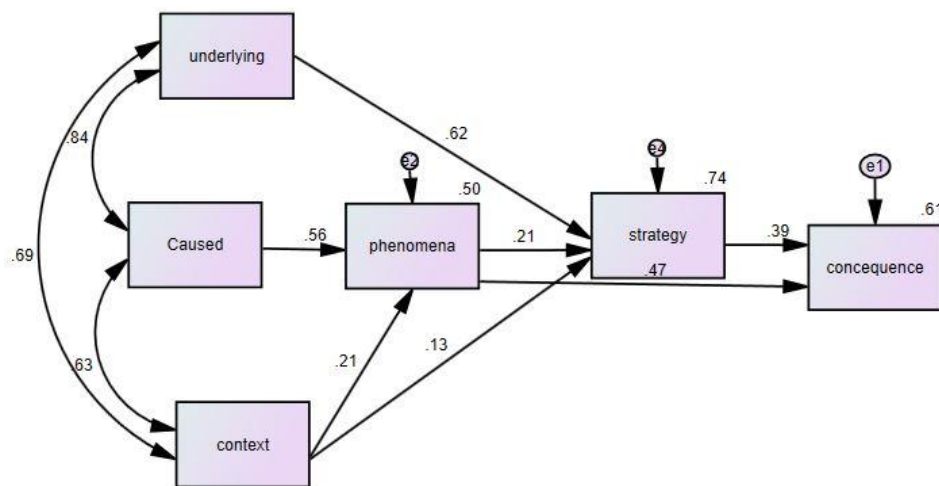 underlying
.84
.62
e2
e4
.74
e1
.50
.61
Caused
.56
phenomena
.21
strategy
.39
.69
.47
concequence
.63
.21
.13
context